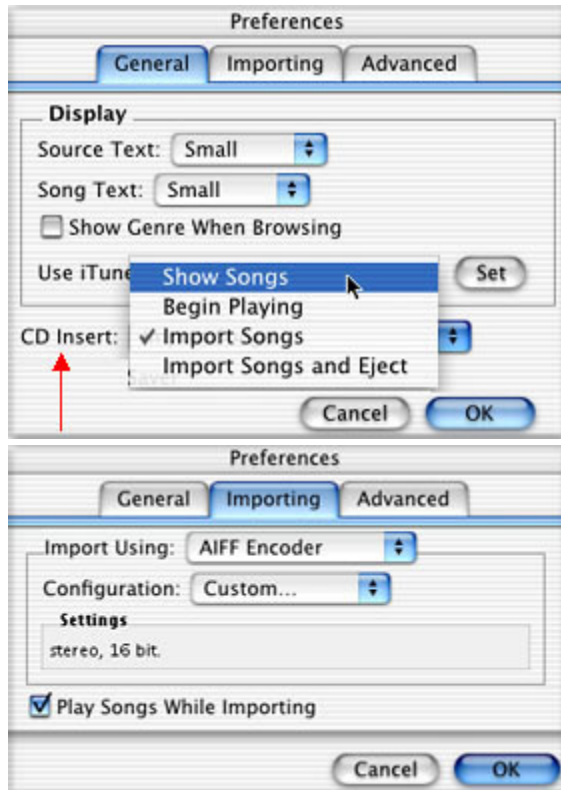 Preferences
General Importing Advanced
Display
Source Text: Small
Song Text: Small
Show Genre When Browsing
Use iTune Set
Show Songs
Begin Playing
CD Insert: ✓ Import Songs
Import Songs and Eject
Saver
Cancel OK
Preferences
General Importing Advanced
Import Using: AIFF Encoder
Configuration: Custom...
Settings
stereo, 16 bit.
Play Songs While Importing
Cancel OK